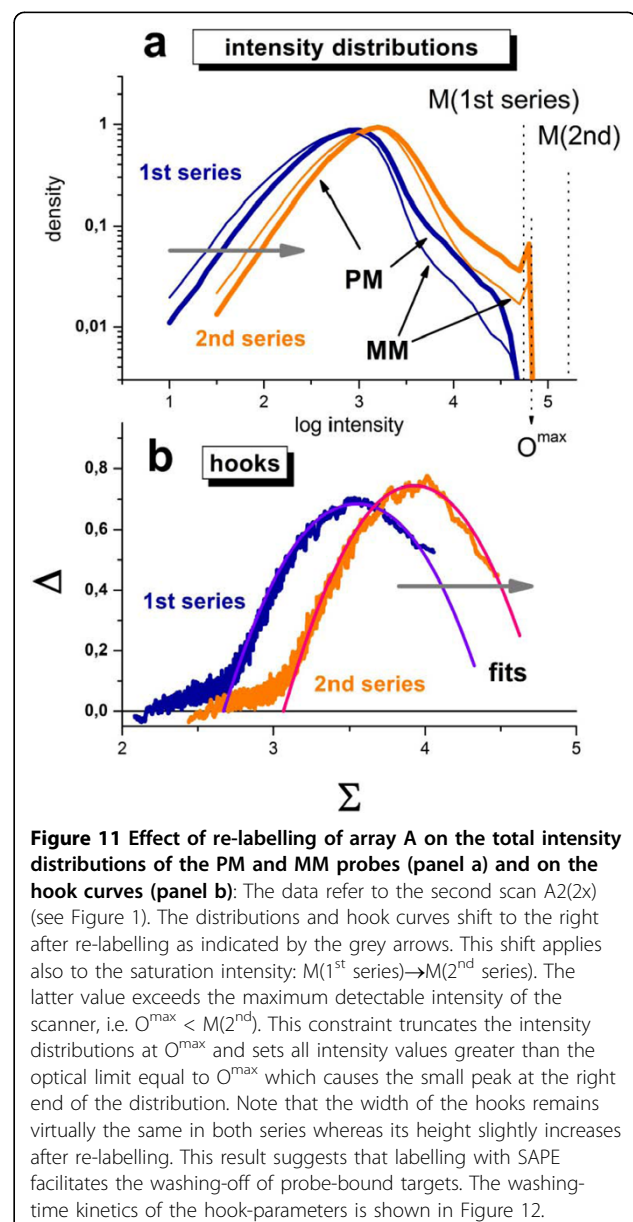 a
intensity distributions
M(1st series)
M(2nd)
1
1st series
density
0,1
PM
0,01
2nd series
MM
1 2 3 4 5
log intensity
O^max
b
hooks
0,8
0,6
1st series
Δ
0,4
fits
0,2
2nd series
0,0
2 3 4 5
Σ
Figure 11 Effect of re-labelling of array A on the total intensity
distributions of the PM and MM probes (panel a) and on the
hook curves (panel b): The data refer to the second scan A2(2x)
(see Figure 1). The distributions and hook curves shift to the right
after re-labelling as indicated by the grey arrows. This shift applies
also to the saturation intensity: M(1^st series)→M(2^nd series). The
latter value exceeds the maximum detectable intensity of the
scanner, i.e. O^max < M(2^nd). This constraint truncates the intensity
distributions at O^max and sets all intensity values greater than the
optical limit equal to O^max which causes the small peak at the right
end of the distribution. Note that the width of the hooks remains
virtually the same in both series whereas its height slightly increases
after re-labelling. This result suggests that labelling with SAPE
facilitates the washing-off of probe-bound targets. The washing-
time kinetics of the hook-parameters is shown in Figure 12.